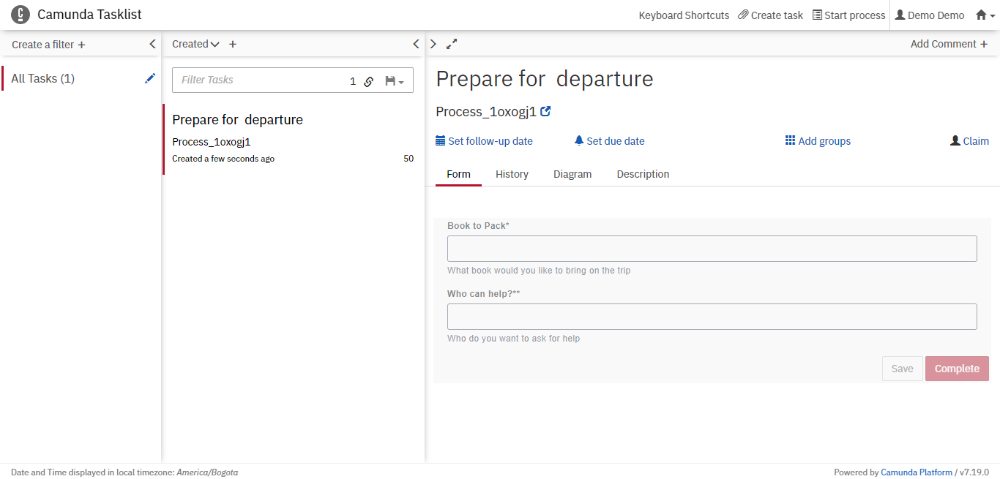 Camunda Tasklist
Keyboard Shortcuts Create task Start process Demo Demo
Create a filter +
Created +
Add Comment +
All Tasks (1)
Filter Tasks 1
Prepare for departure
Process_1oxogj1
Created a few seconds ago 50
Prepare for departure
Process_1oxogj1
Set follow-up date Set due date Add groups Claim
Form History Diagram Description
Book to Pack*
What book would you like to bring on the trip
Who can help?**
Who do you want to ask for help
Save Complete
Date and Time displayed in local timezone: America/Bogota
Powered by Camunda Platform / v7.19.0